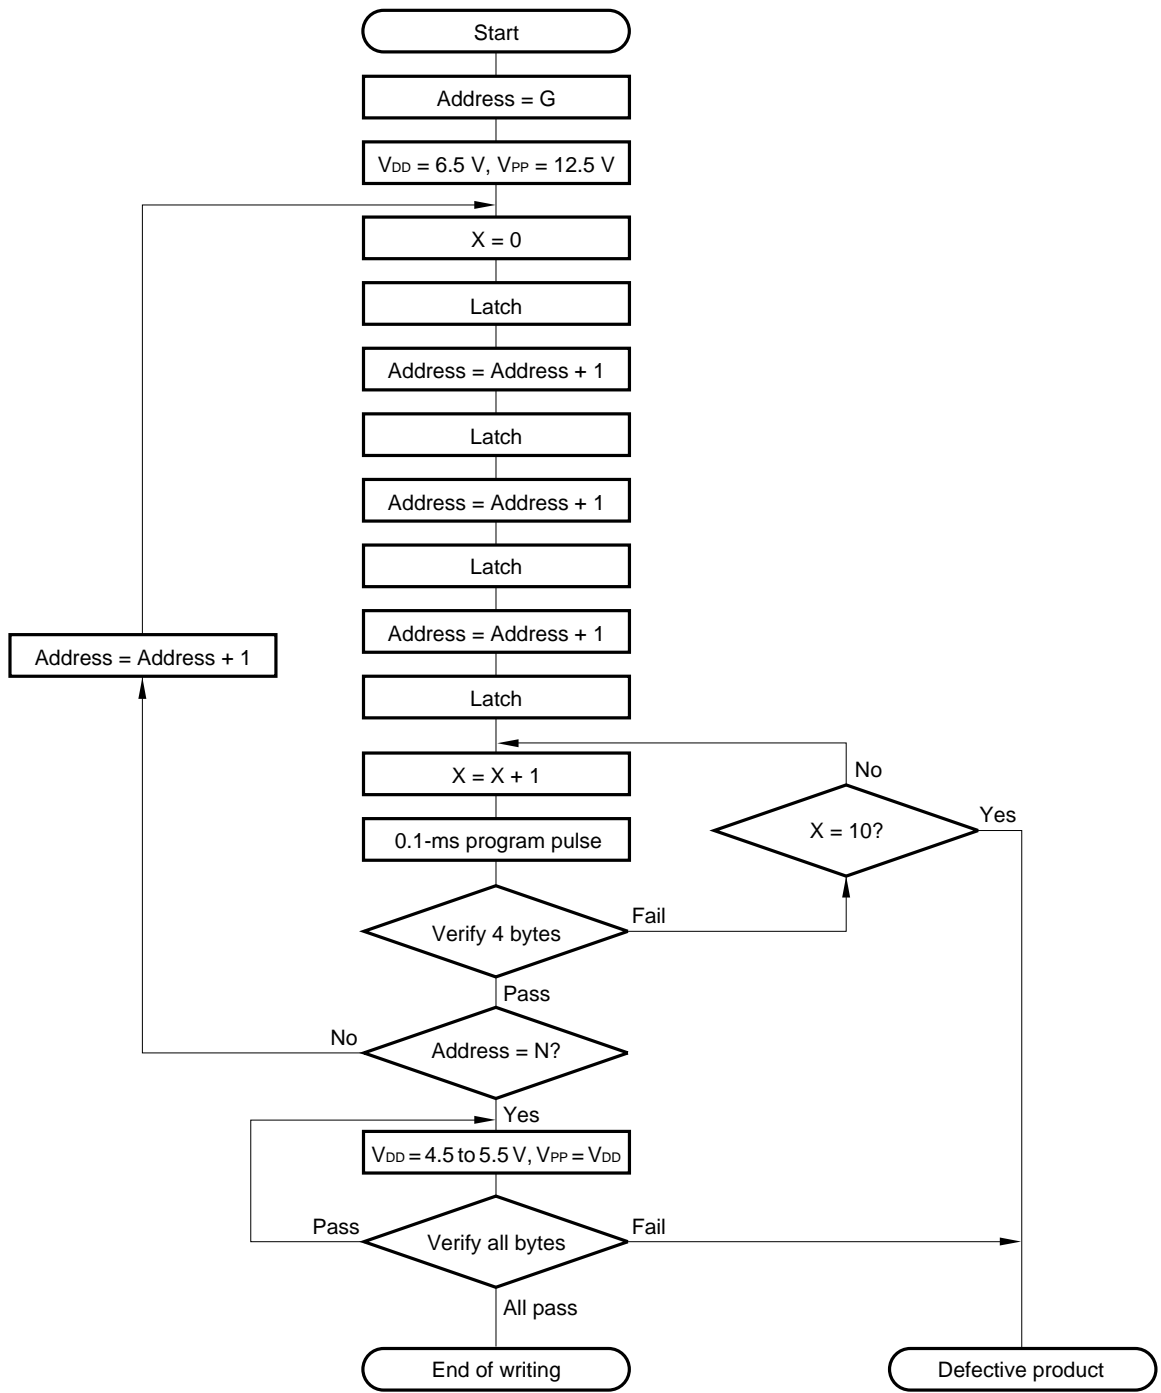 Start
Address = G
VDD = 6.5 V, VPP = 12.5 V
X = 0
Latch
Address = Address + 1
Latch
Address = Address + 1
Latch
Address = Address + 1
Address = Address + 1
Latch
X = X + 1
No
X = 10?
Yes
0.1-ms program pulse
Verify 4 bytes
Fail
Pass
No
Address = N?
Yes
VDD = 4.5 to 5.5 V, VPP = VDD
Pass
Verify all bytes
Fail
All pass
End of writing
Defective product